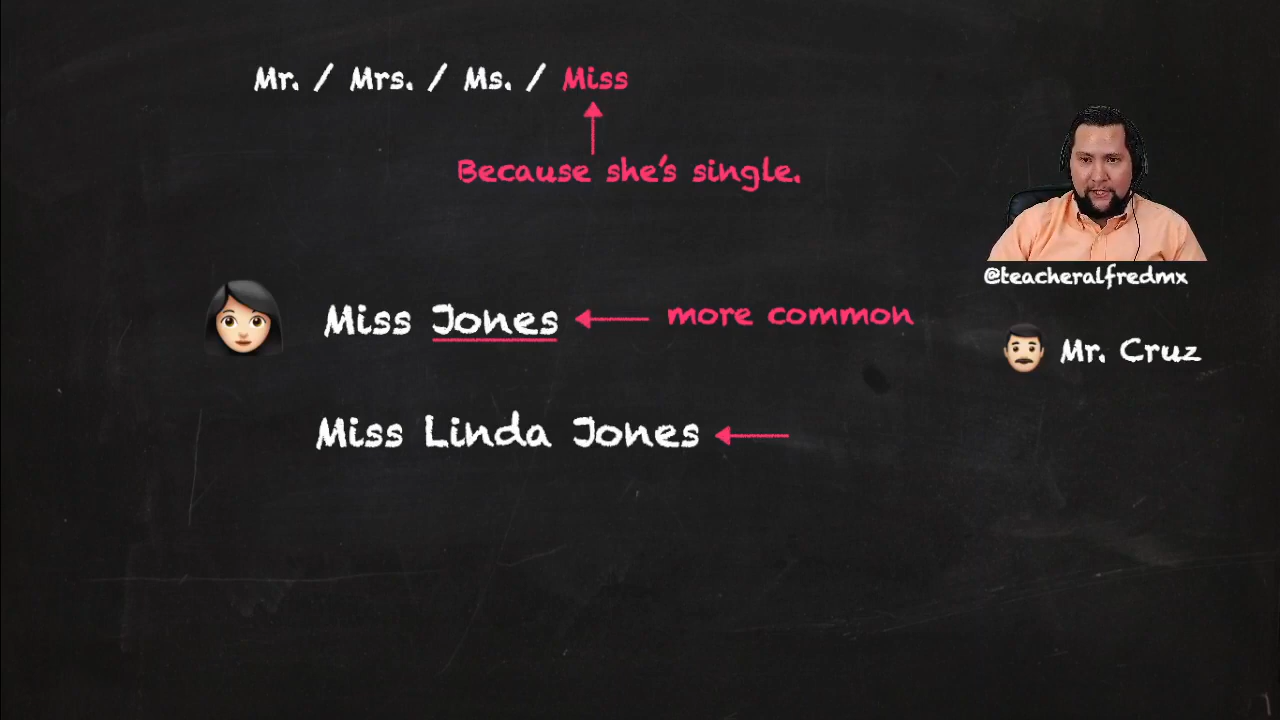 Mr. / Mrs. / Ms. / Miss
Because she's single.
@teacheralfredmx
Miss Jones
more common
Mr. Cruz
Miss Linda Jones